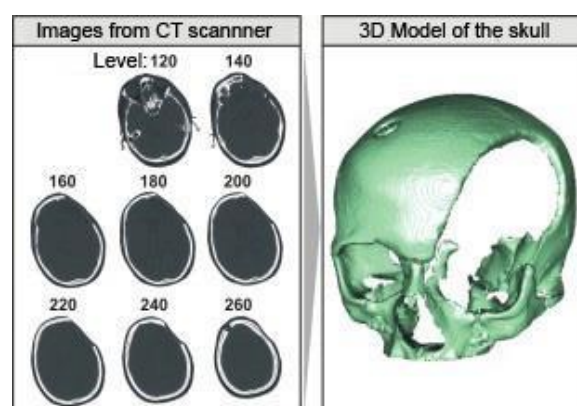 Images from CT scannner
3D Model of the skull
Level: 120 140
160 180 200
220 240 260